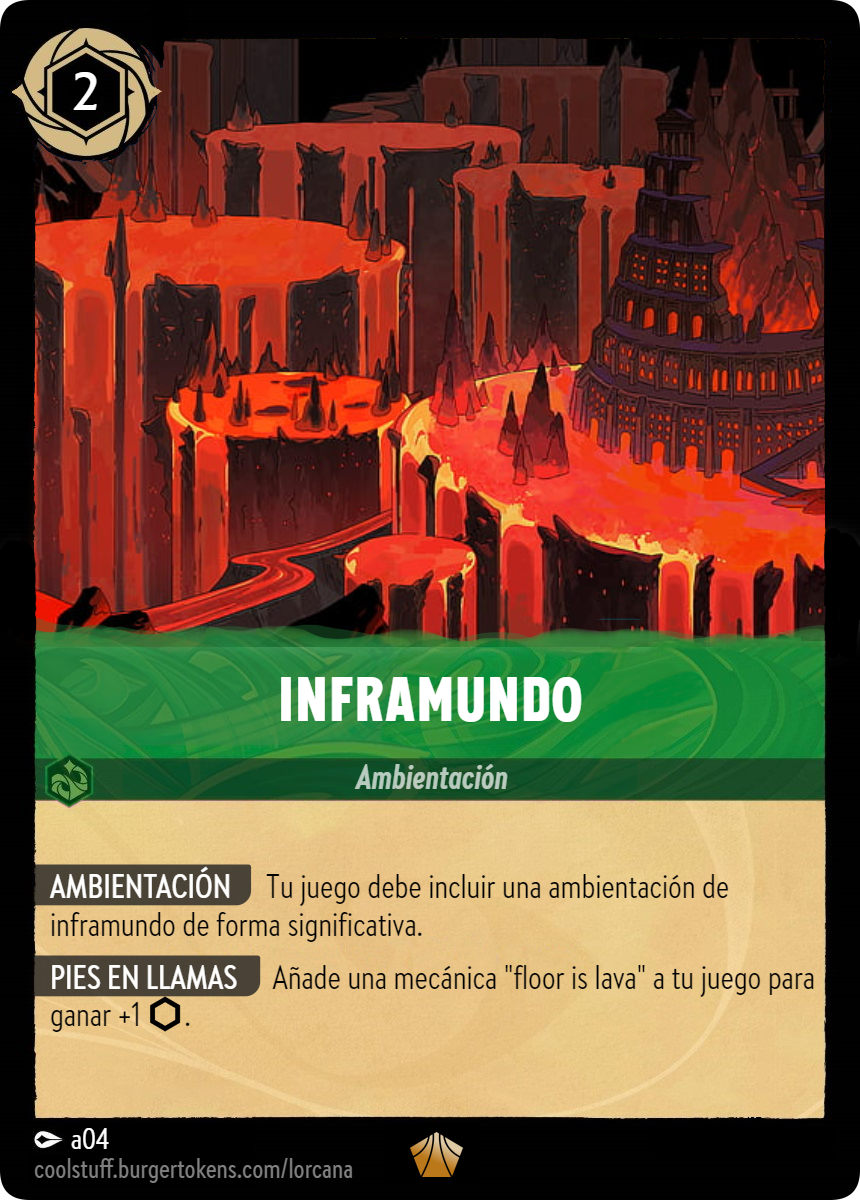 2
INFRAMUNDO
Ambientación
AMBIENTACIÓN Tu juego debe incluir una ambientación de
inframundo de forma significativa.
PIES EN LLAMAS Añade una mecánica "floor is lava" a tu juego para
ganar +1 ⬡.
a04
coolstuff.burgertokens.com/lorcana